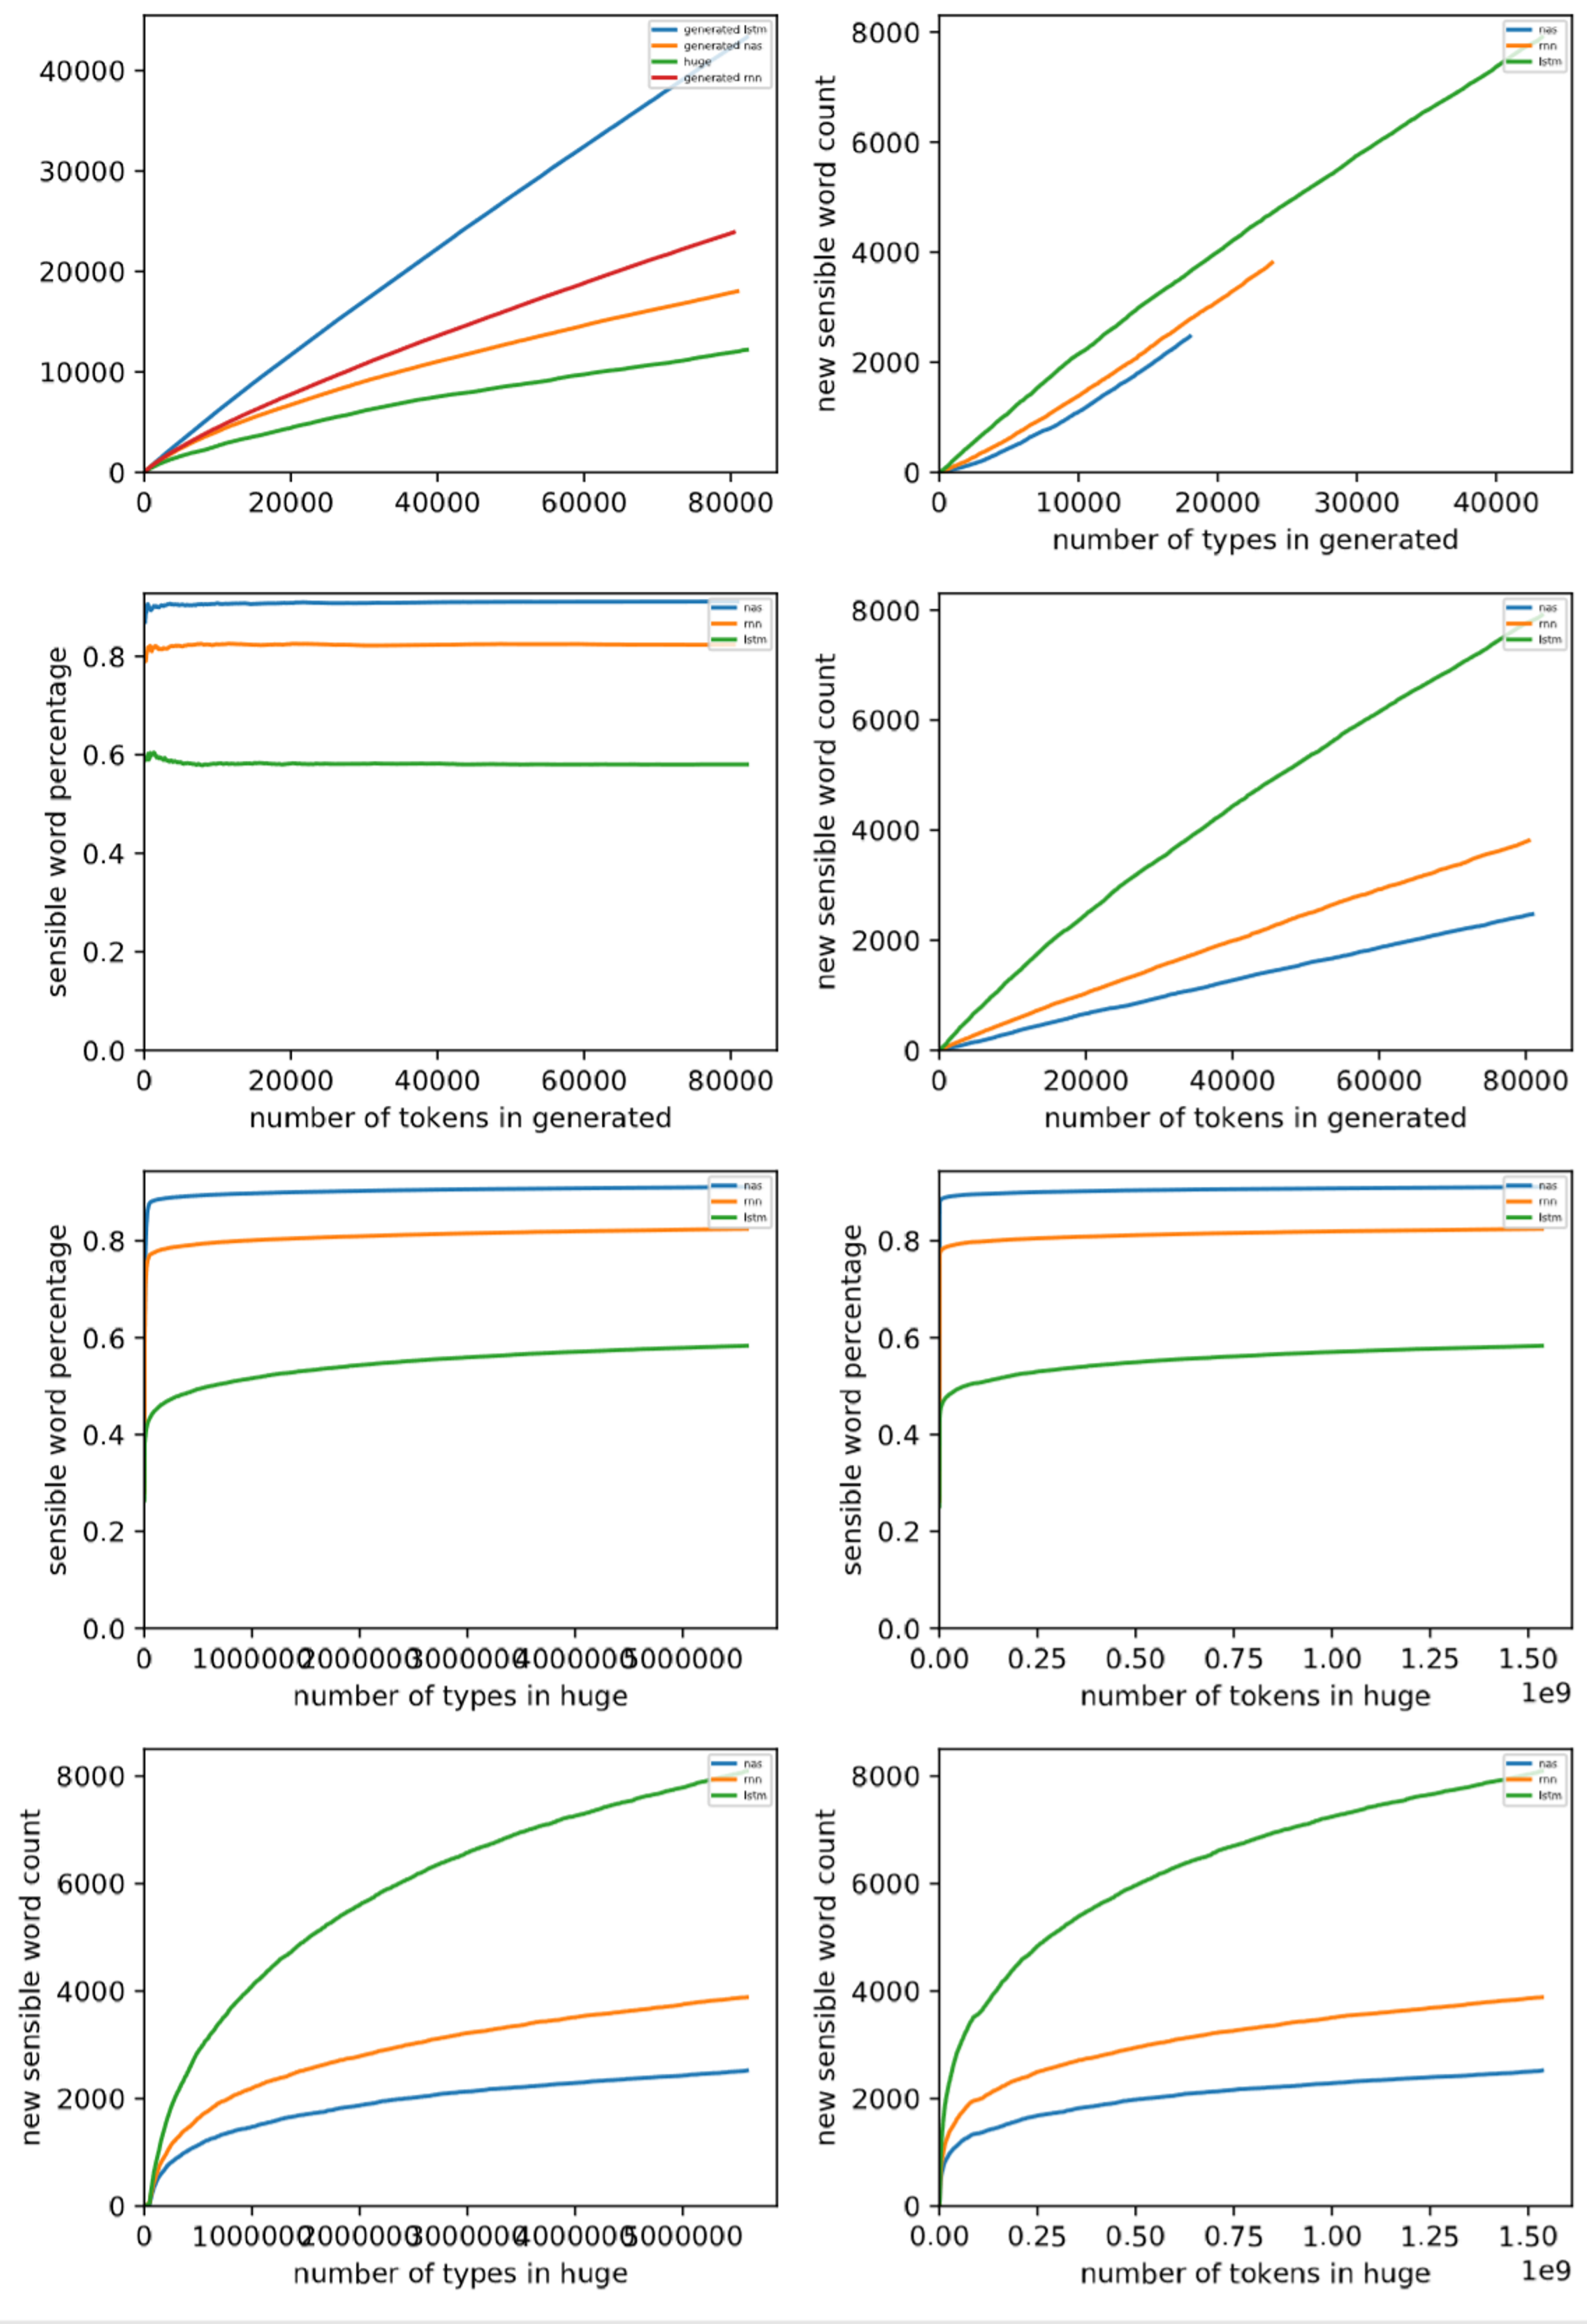 generated lstm
generated nas
huge
generated rnn
40000
30000
20000
10000
0
0 20000 40000 60000 80000
nas
rnn
lstm
8000
6000
4000
2000
0
new sensible word count
0 10000 20000 30000 40000
number of types in generated
nas
rnn
lstm
0.8
0.6
0.4
0.2
0.0
sensible word percentage
0 20000 40000 60000 80000
number of tokens in generated
nas
rnn
lstm
8000
6000
4000
2000
0
new sensible word count
0 20000 40000 60000 80000
number of tokens in generated
nas
rnn
lstm
0.8
0.6
0.4
0.2
0.0
sensible word percentage
0 1000000 2000000 3000000 4000000 5000000
number of types in huge
nas
rnn
lstm
0.8
0.6
0.4
0.2
0.0
sensible word percentage
0.00 0.25 0.50 0.75 1.00 1.25 1.50
number of tokens in huge
1e9
nas
rnn
lstm
8000
6000
4000
2000
0
new sensible word count
0 1000000 2000000 3000000 4000000 5000000
number of types in huge
nas
rnn
lstm
8000
6000
4000
2000
0
new sensible word count
0.00 0.25 0.50 0.75 1.00 1.25 1.50
number of tokens in huge
1e9